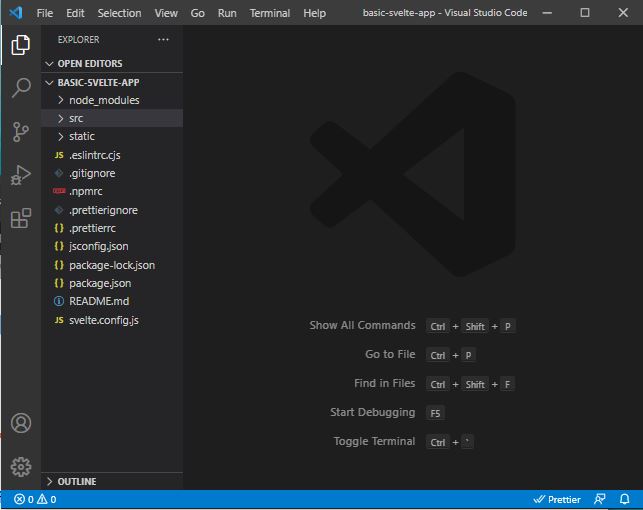 File Edit Selection View Go Run Terminal Help basic-svelte-app - Visual Studio Code
EXPLORER ···
OPEN EDITORS
BASIC-SVELTE-APP
node_modules
src
static
JS .eslintrc.cjs
.gitignore
npm .npmrc
.prettierignore
{} .prettierrc
{} jsconfig.json
{} package-lock.json
{} package.json
README.md
JS svelte.config.js
Show All Commands Ctrl + Shift + P
Go to File Ctrl + P
Find in Files Ctrl + Shift + F
Start Debugging F5
Toggle Terminal Ctrl + `
OUTLINE
0 0 Prettier